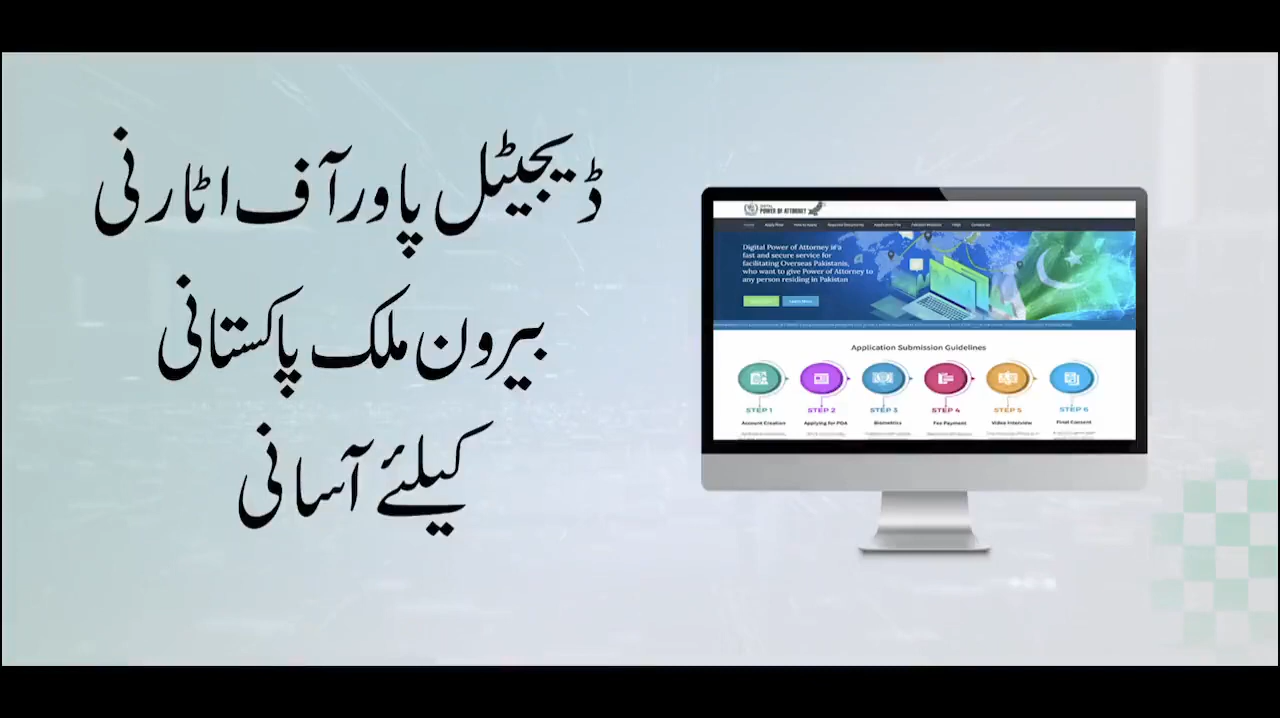 ڈیجیٹل پاور آف اٹارنی
بیرون ملک پاکستانی
کیلئے آسانی
POWER OF ATTORNEY
Digital Power of Attorney is a
fast and secure service for
facilitating Overseas Pakistanis,
who want to give Power of Attorney to
any person residing in Pakistan
Learn More
Application Submission Guidelines
STEP 1 STEP 2 STEP 3 STEP 4 STEP 5 STEP 6
Account Creation Applying for POA Biometrics Fee Payment Video Interview Final Consent